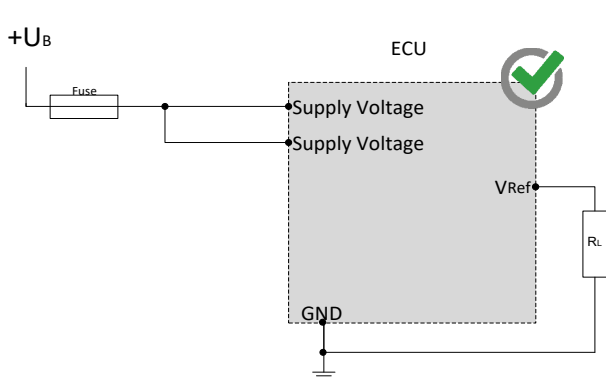 +UB
ECU
Fuse
Supply Voltage
Supply Voltage
VRef
RL
GND